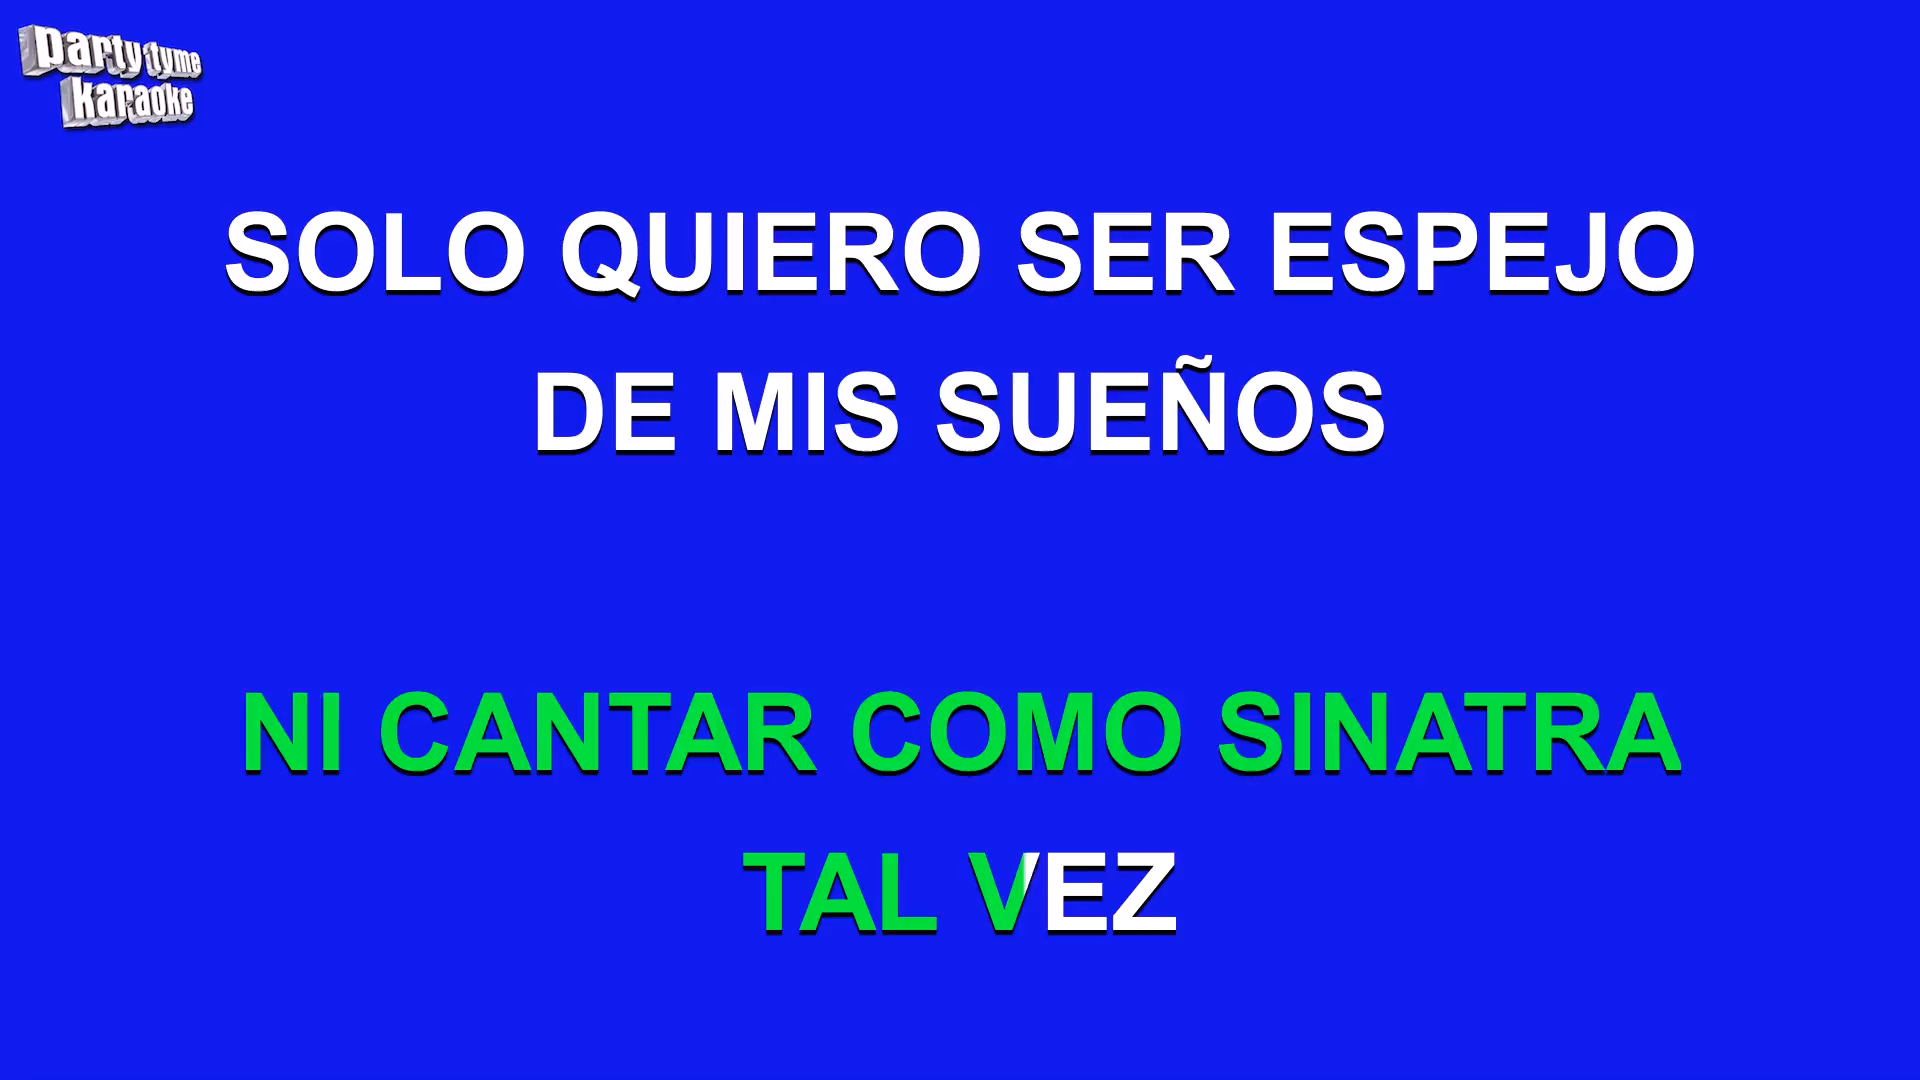 party tyme
karaoke
SOLO QUIERO SER ESPEJO
DE MIS SUEÑOS
NI CANTAR COMO SINATRA
TAL VEZ